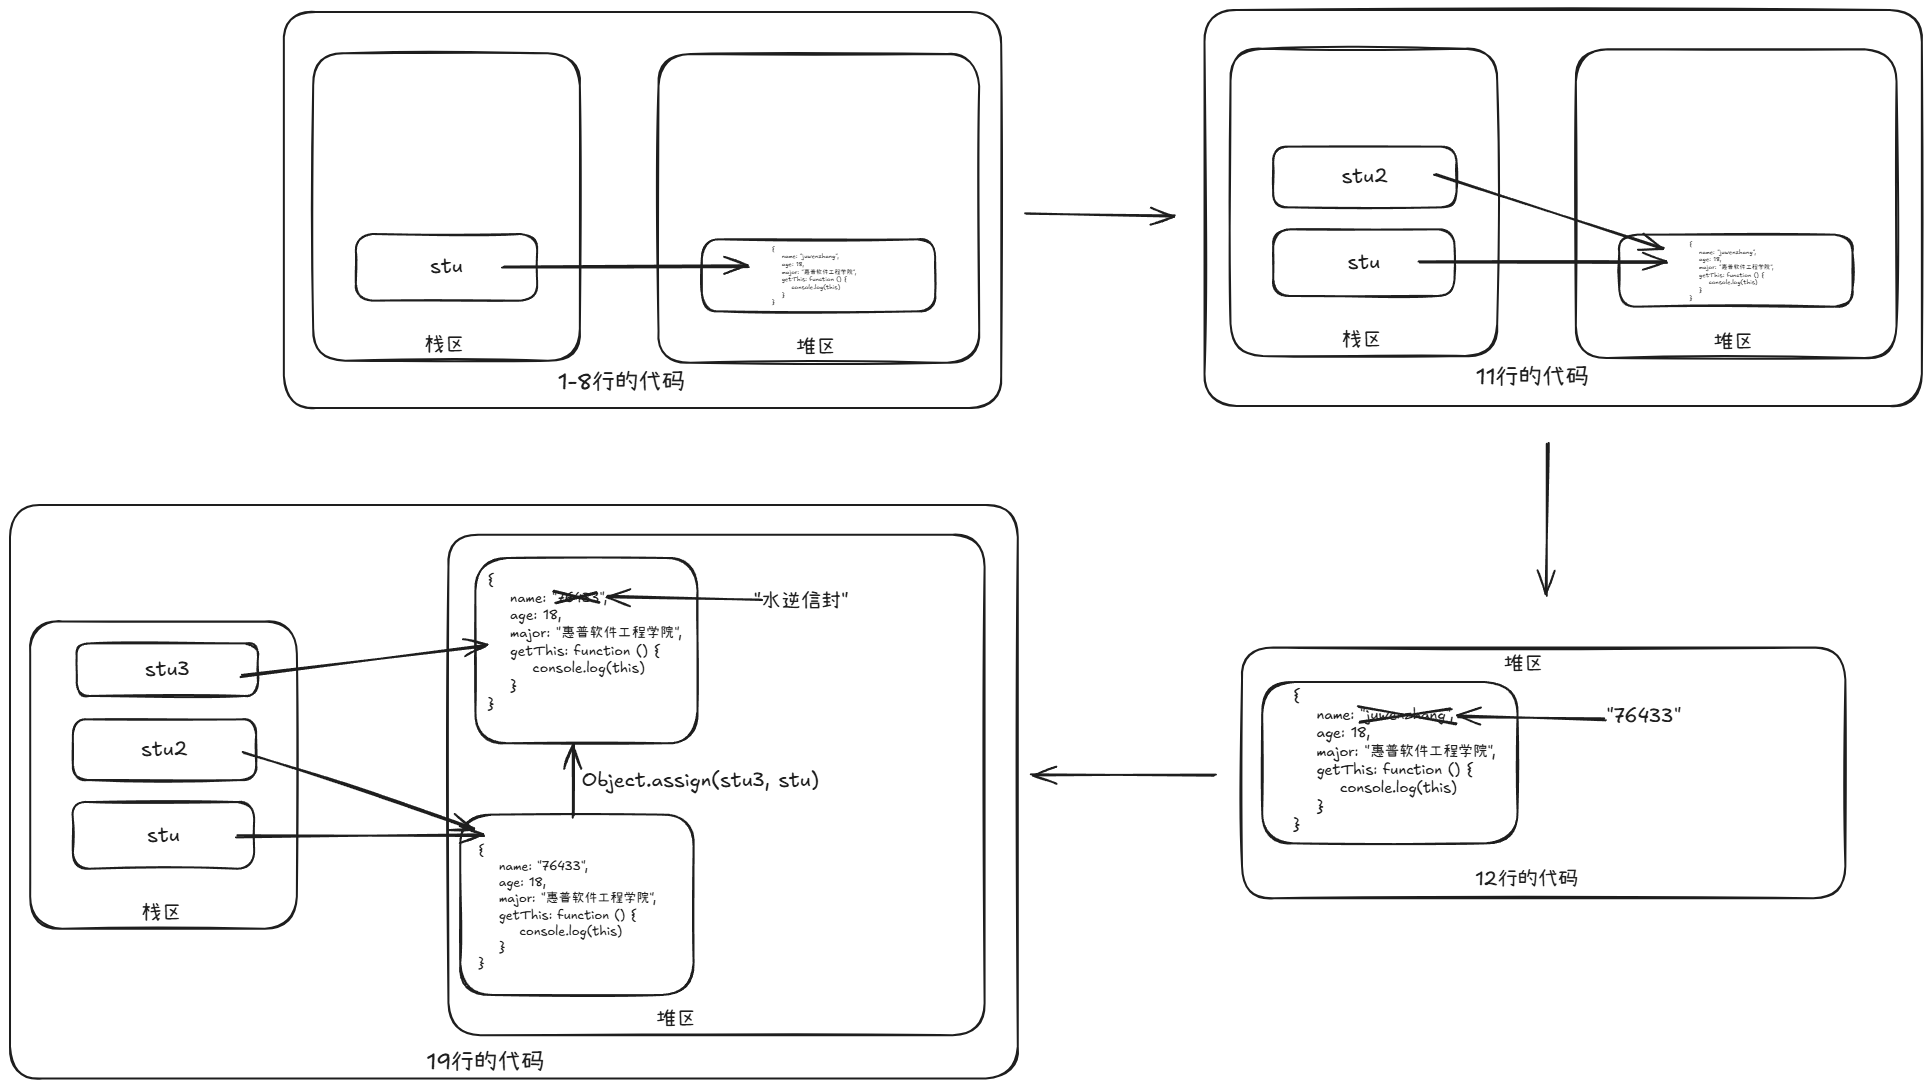 stu
{
name: "juwenzhang",
age: 18,
major: "惠普软件工程学院",
getThis: function () {
console.log(this)
}
}
栈区
堆区
1-8行的代码
stu2
stu
{
name: "juwenzhang",
age: 18,
major: "惠普软件工程学院",
getThis: function () {
console.log(this)
}
}
栈区
堆区
11行的代码
堆区
{
name: "juwenzhang",
age: 18,
major: "惠普软件工程学院",
getThis: function () {
console.log(this)
}
}
"76433"
12行的代码
stu3
stu2
stu
栈区
{
name: "76433",
age: 18,
major: "惠普软件工程学院",
getThis: function () {
console.log(this)
}
}
"水逆信封"
Object.assign(stu3, stu)
{
name: "76433",
age: 18,
major: "惠普软件工程学院",
getThis: function () {
console.log(this)
}
}
堆区
19行的代码